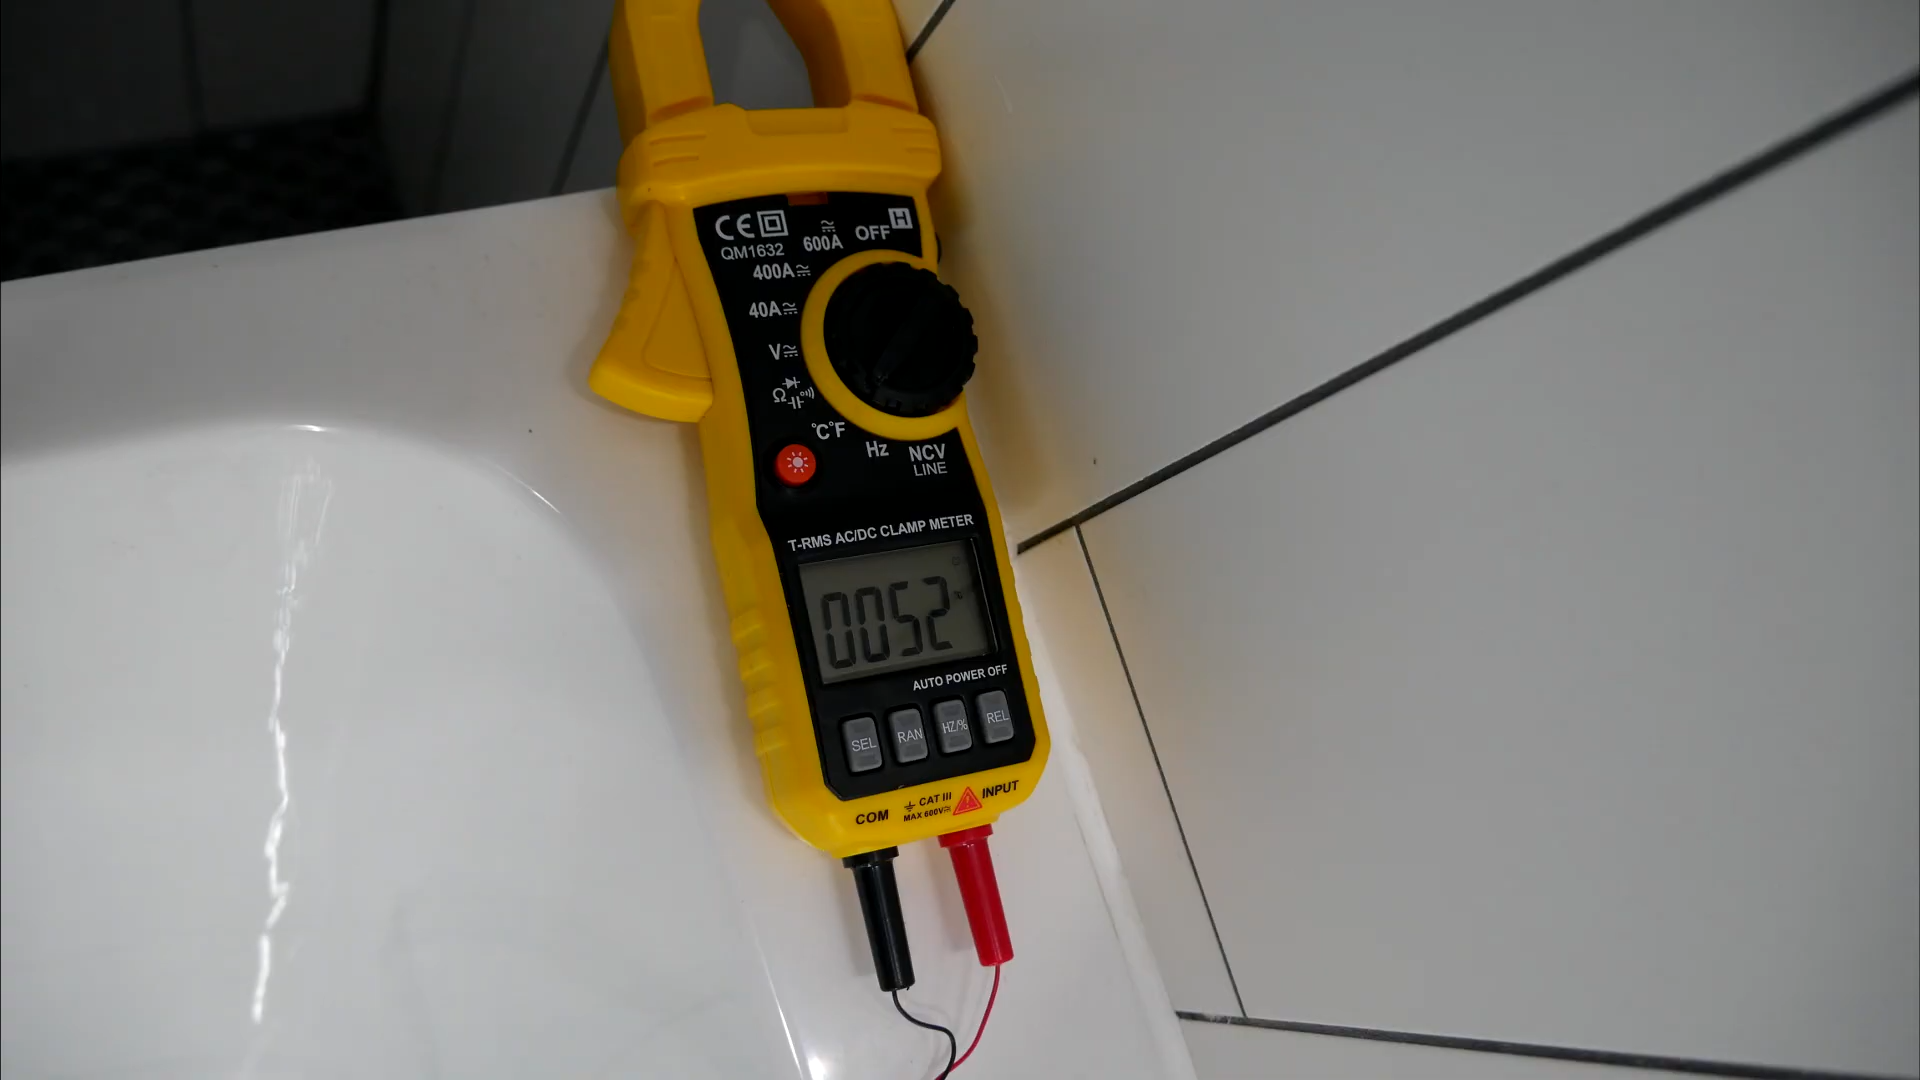 CE
QM1632
600A
OFF
H
400A
40A
V
Ω
°C°F
Hz
NCV
LINE
T-RMS AC/DC CLAMP METER
0052
°C
AUTO POWER OFF
SEL
RAN
HZ/%
REL
COM
CAT III
MAX 600V
INPUT